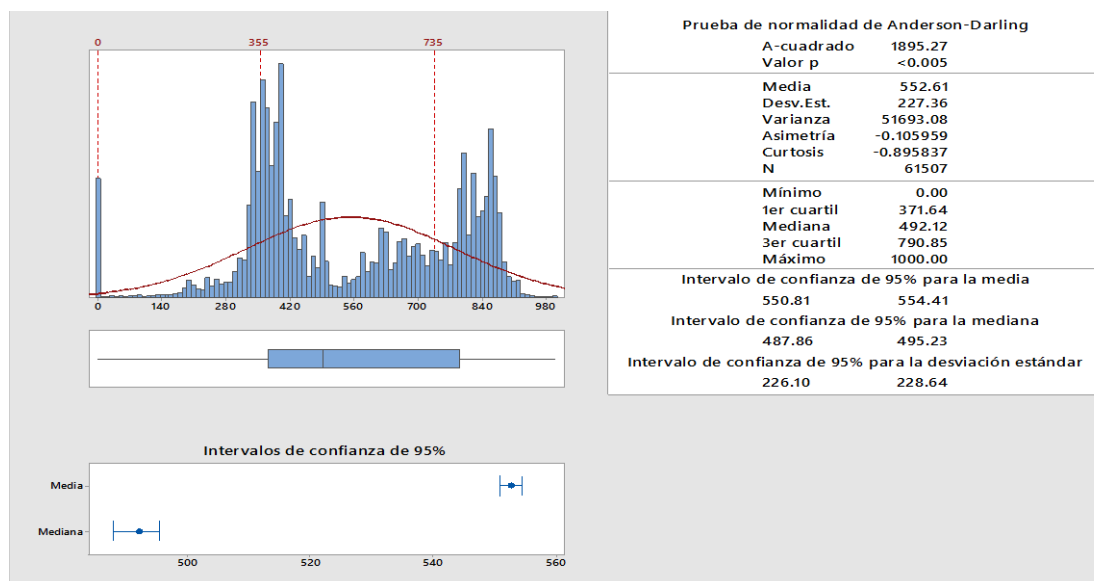 0 355 735
0 140 280 420 560 700 840 980
Intervalos de confianza de 95%
Media
Mediana
500 520 540 560
Prueba de normalidad de Anderson-Darling
A-cuadrado 1895.27
Valor p <0.005
Media 552.61
Desv.Est. 227.36
Varianza 51693.08
Asimetría -0.105959
Curtosis -0.895837
N 61507
Mínimo 0.00
1er cuartil 371.64
Mediana 492.12
3er cuartil 790.85
Máximo 1000.00
Intervalo de confianza de 95% para la media
550.81 554.41
Intervalo de confianza de 95% para la mediana
487.86 495.23
Intervalo de confianza de 95% para la desviación estándar
226.10 228.64